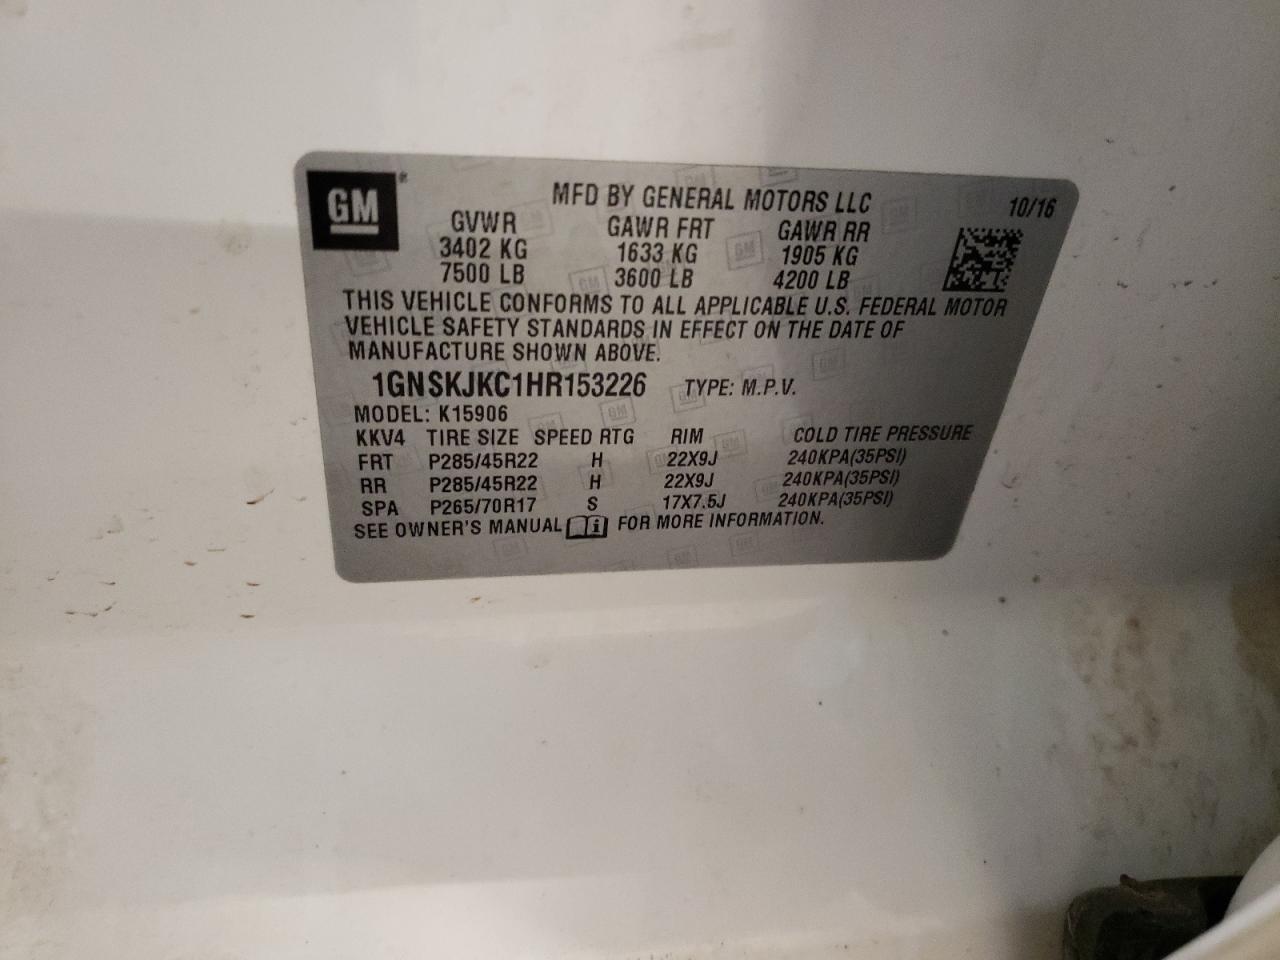 GM®
MFD BY GENERAL MOTORS LLC 10/16
GVWR GAWR FRT GAWR RR
3402 KG 1633 KG 1905 KG
7500 LB 3600 LB 4200 LB
THIS VEHICLE CONFORMS TO ALL APPLICABLE U.S. FEDERAL MOTOR
VEHICLE SAFETY STANDARDS IN EFFECT ON THE DATE OF
MANUFACTURE SHOWN ABOVE.
1GNSKJKC1HR153226 TYPE: M.P.V.
MODEL: K15906
KKV4 TIRE SIZE SPEED RTG RIM COLD TIRE PRESSURE
FRT P285/45R22 H 22X9J 240KPA(35PSI)
RR P285/45R22 H 22X9J 240KPA(35PSI)
SPA P265/70R17 S 17X7.5J 240KPA(35PSI)
SEE OWNER'S MANUAL i FOR MORE INFORMATION.